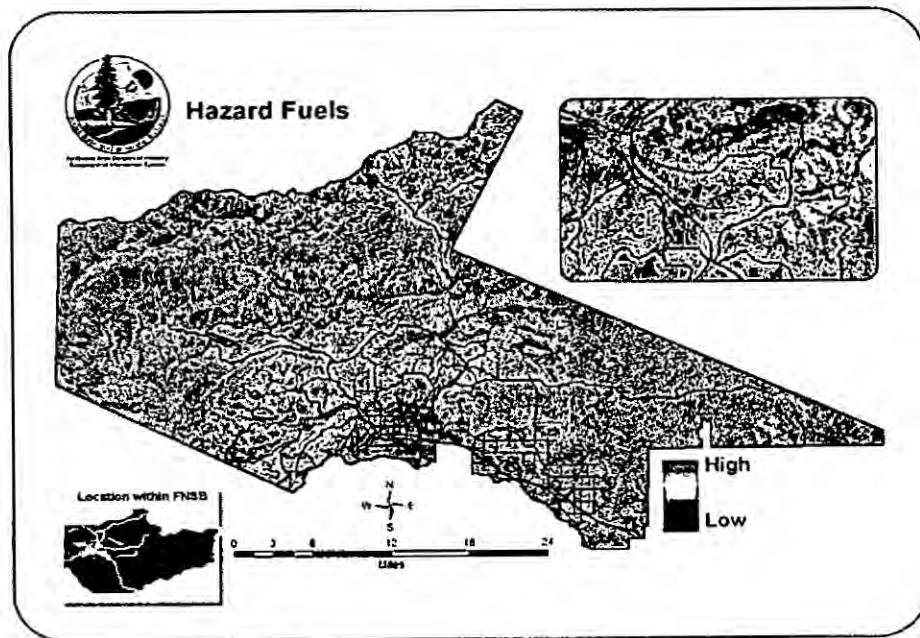 Hazard Fuels
High
Low
Location within FNSB
N
W
E
S
0 3 6 12 18 24
Miles